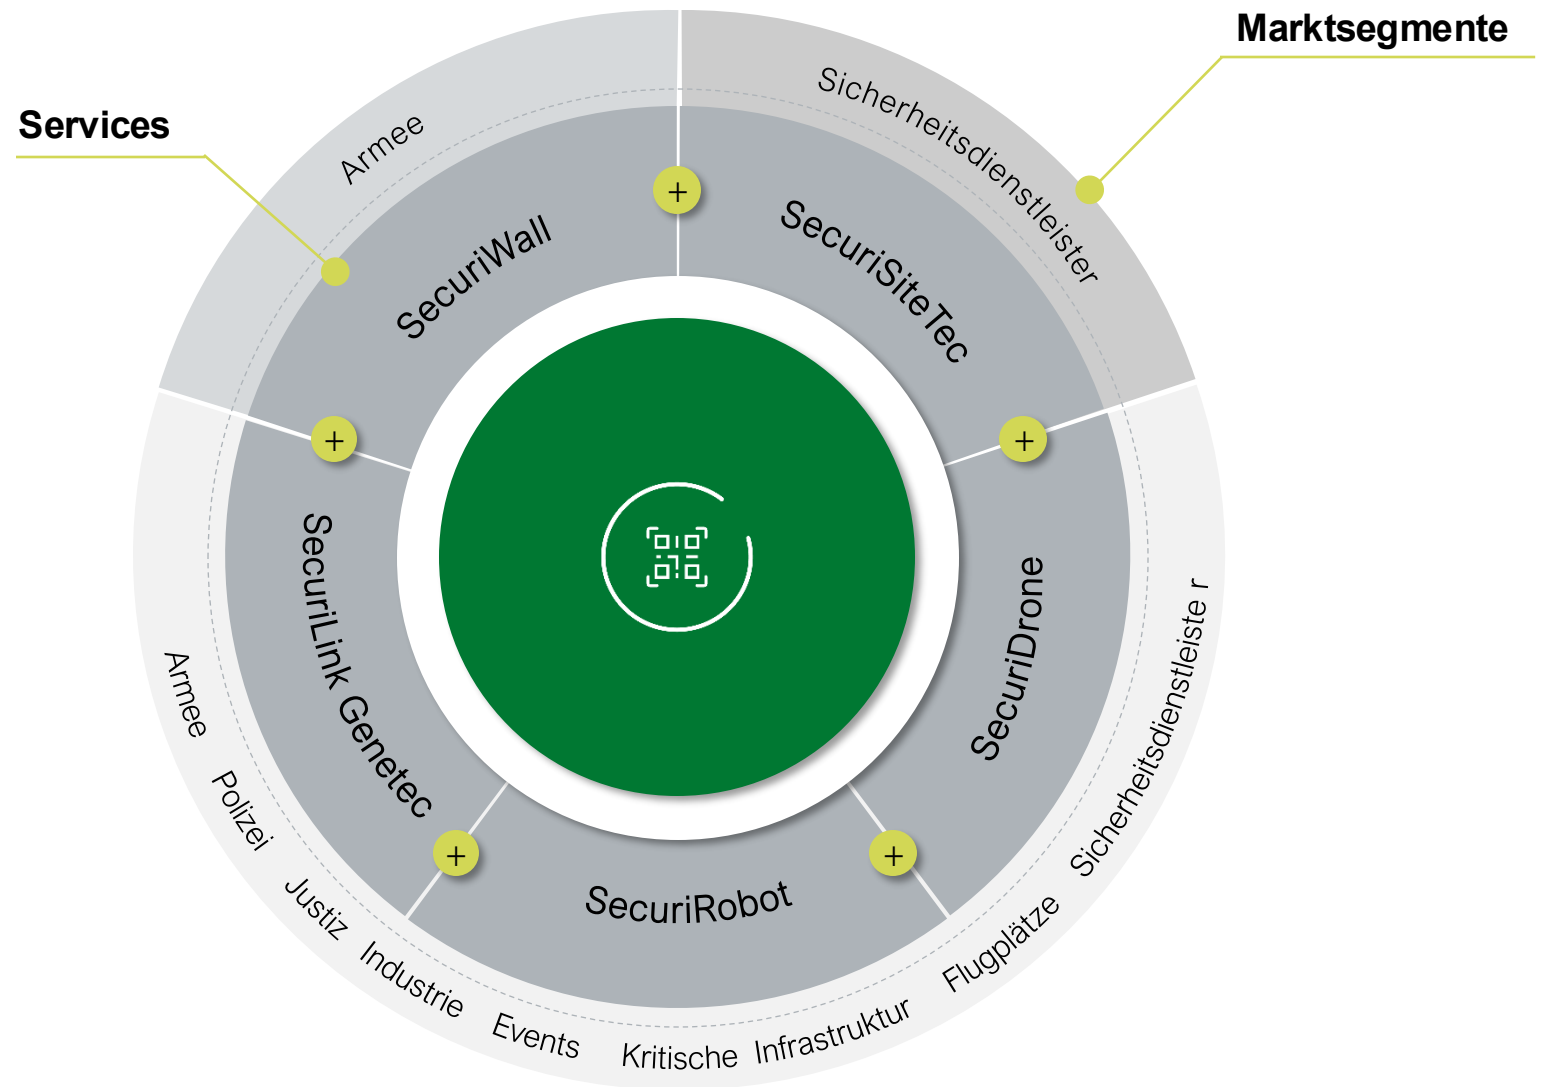 Marktsegmente
Services
Armee
Sicherheitsdienstleister
SecuriWall
+
SecuriSiteTec
+
+
SecuriLink Genetec
SecuriDrone
+
+
SecuriRobot
Armee
Polizei
Justiz
Industrie
Events
Kritische Infrastruktur
Flugplätze
Sicherheitsdienstleiste r